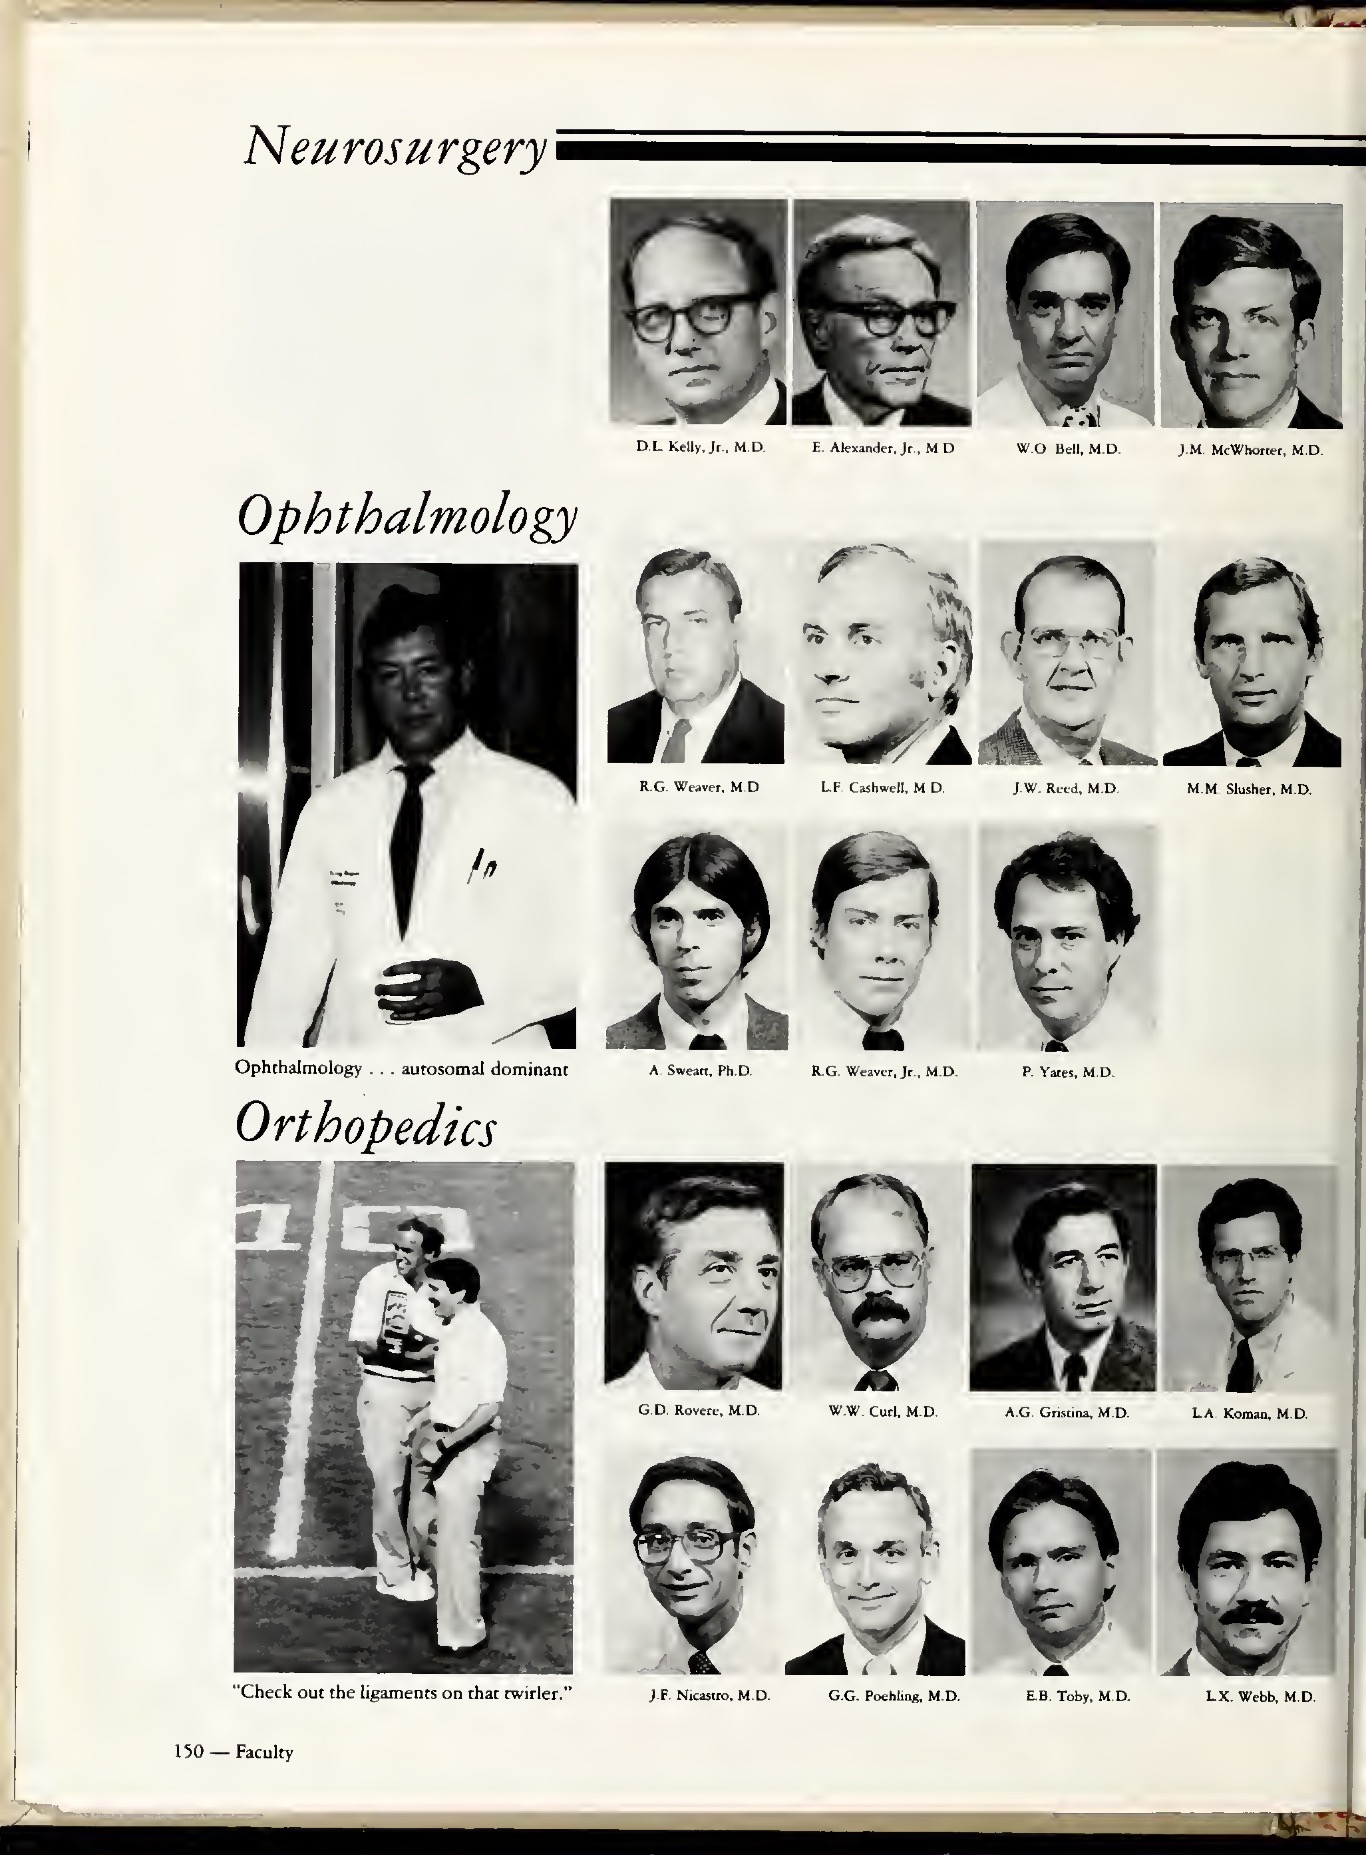 Neurosurgery
D.L. Kelly, Jr., M.D. E. Alexander, Jr., M D W.O Bell, M.D. J.M. McWhorter, M.D.
Ophthalmology
R.G. Weaver, M.D L.F. Cashwell, M D. J.W. Reed, M.D. M.M. Slusher, M.D.
Ophthalmology . . . autosomal dominant
A. Sweatt, Ph.D. R.G. Weaver, Jr., M.D. P. Yates, M.D.
Orthopedics
10
G.D. Rovere, M.D. W.W. Curl, M.D. A.G. Gristina, M.D. L.A. Koman, M.D.
"Check out the ligaments on that twirler."
J.F. Nicastro, M.D. G.G. Poehling, M.D. E.B. Toby, M.D. L.X. Webb, M.D.
150 — Faculty